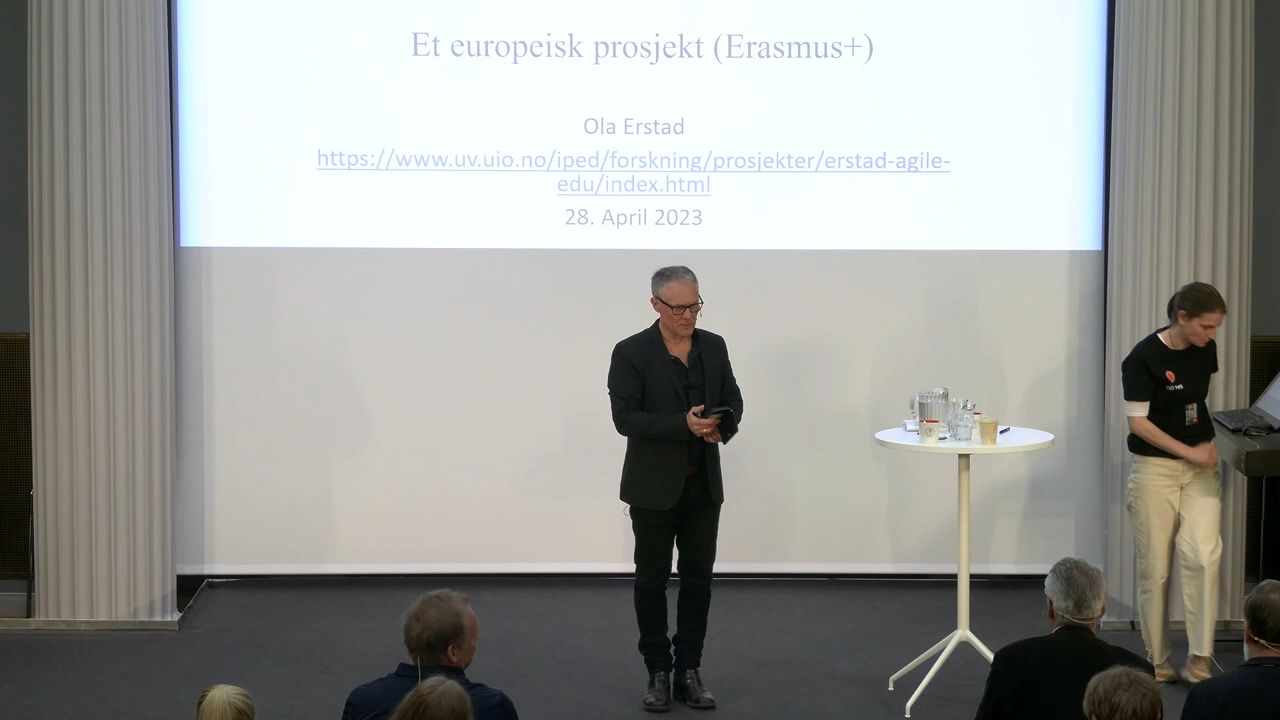 Et europeisk prosjekt (Erasmus+)
Ola Erstad
https://www.uv.uio.no/iped/forskning/prosjekter/erstad-agile-
edu/index.html
28. April 2023